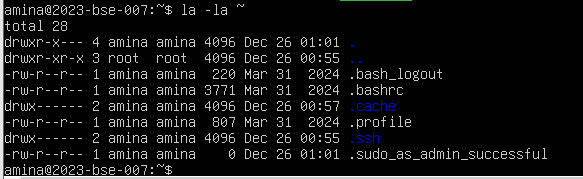 amina@2023-bse-007:~$ la -la ~
total 28
drwxr-x--- 4 amina amina 4096 Dec 26 01:01 .
drwxr-xr-x 3 root  root  4096 Dec 26 00:55 ..
-rw-r--r-- 1 amina amina  220 Mar 31  2024 .bash_logout
-rw-r--r-- 1 amina amina 3771 Mar 31  2024 .bashrc
drwx------ 2 amina amina 4096 Dec 26 00:57 .cache
-rw-r--r-- 1 amina amina  807 Mar 31  2024 .profile
drwx------ 2 amina amina 4096 Dec 26 00:55 .ssh
-rw-r--r-- 1 amina amina    0 Dec 26 01:01 .sudo_as_admin_successful
amina@2023-bse-007:~$